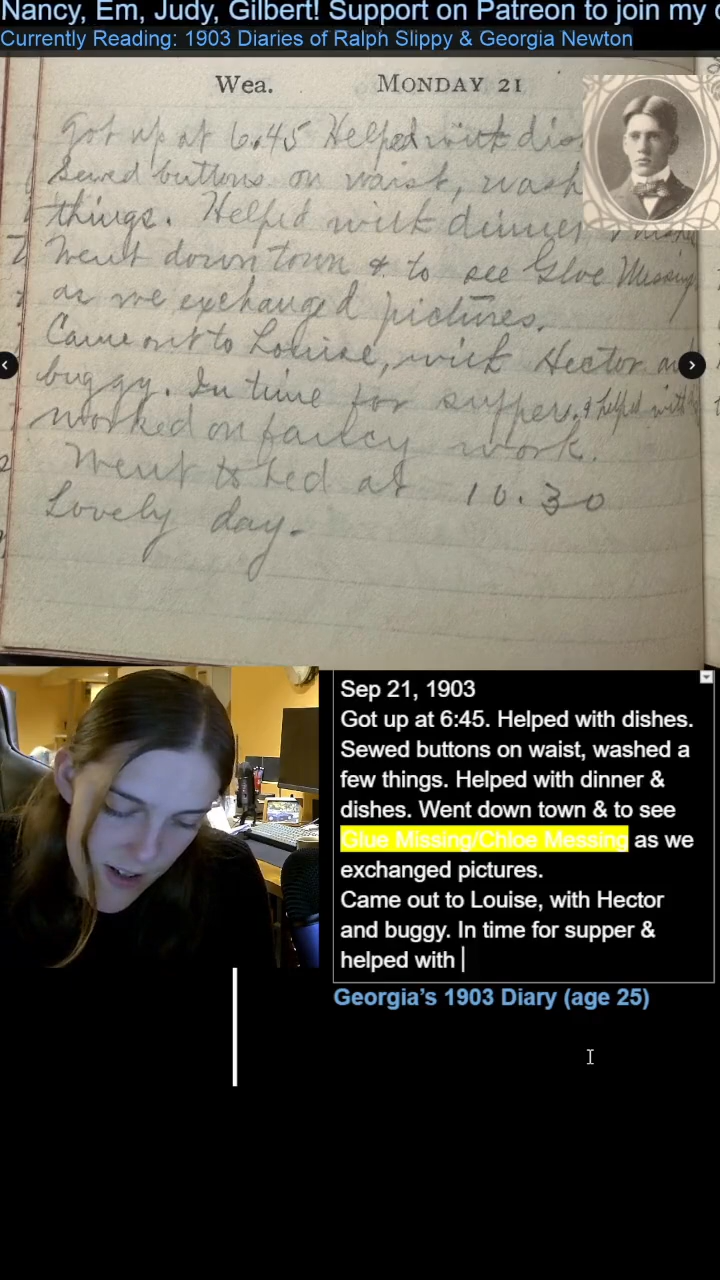 Nancy, Em, Judy, Gilbert! Support on Patreon to join my
Currently Reading: 1903 Diaries of Ralph Slippy & Georgia Newton
Wea. MONDAY 21
Got up at 6.45 Helped with dis
Sewed buttons on waist, wash
things. Helped with dinner
Went down town & to see
as we exchanged pictures.
Came out to Louise, with Hector and
buggy. In time for supper. & helped with
worked on fancy work.
Went to bed at 10.30
Lovely day.
Sep 21, 1903
Got up at 6:45. Helped with dishes.
Sewed buttons on waist, washed a
few things. Helped with dinner &
dishes. Went down town & to see
Glue Missing/Chloe Messing as we
exchanged pictures.
Came out to Louise, with Hector
and buggy. In time for supper &
helped with
Georgia's 1903 Diary (age 25)